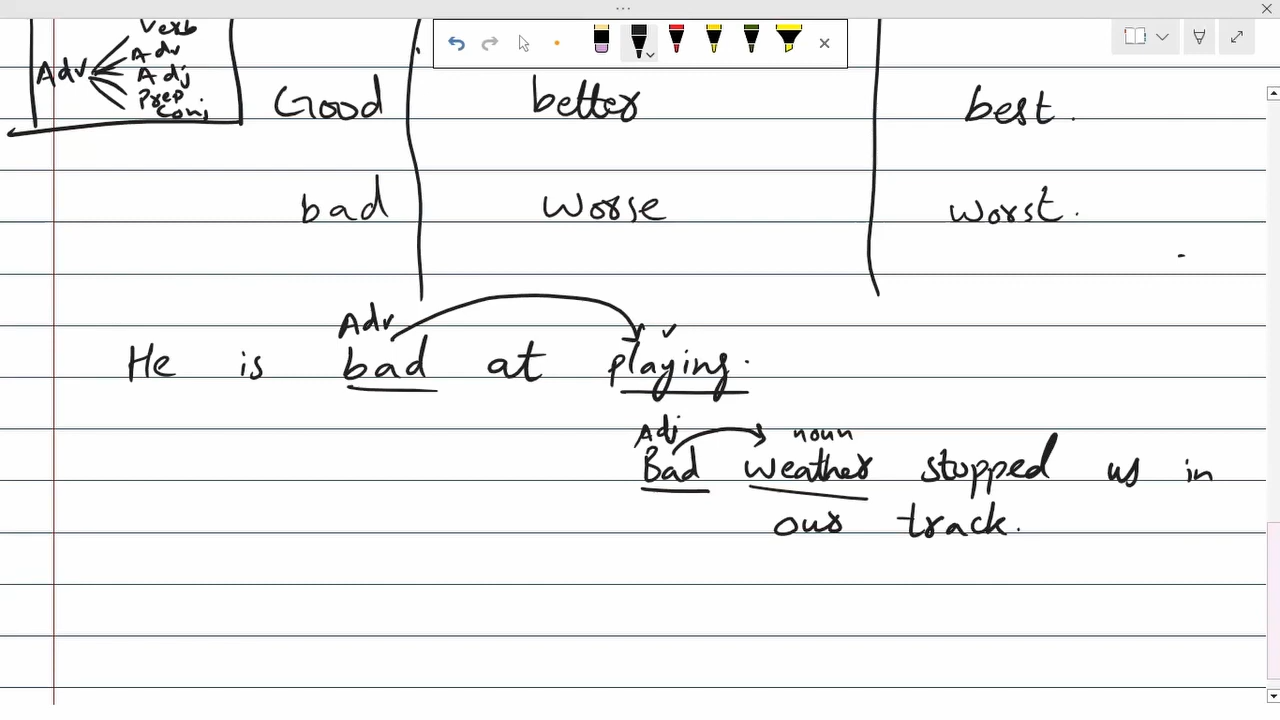 Verb
Adv
Adv Adj
Prep
Conj
Good better best.
bad worse worst.
Adv v
He is bad at playing.
Adj noun
Bad weather stopped us in
our track.